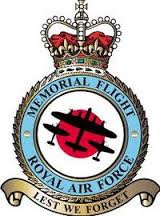 MEMORIAL FLIGHT
ROYAL AIR FORCE
LEST WE FORGET